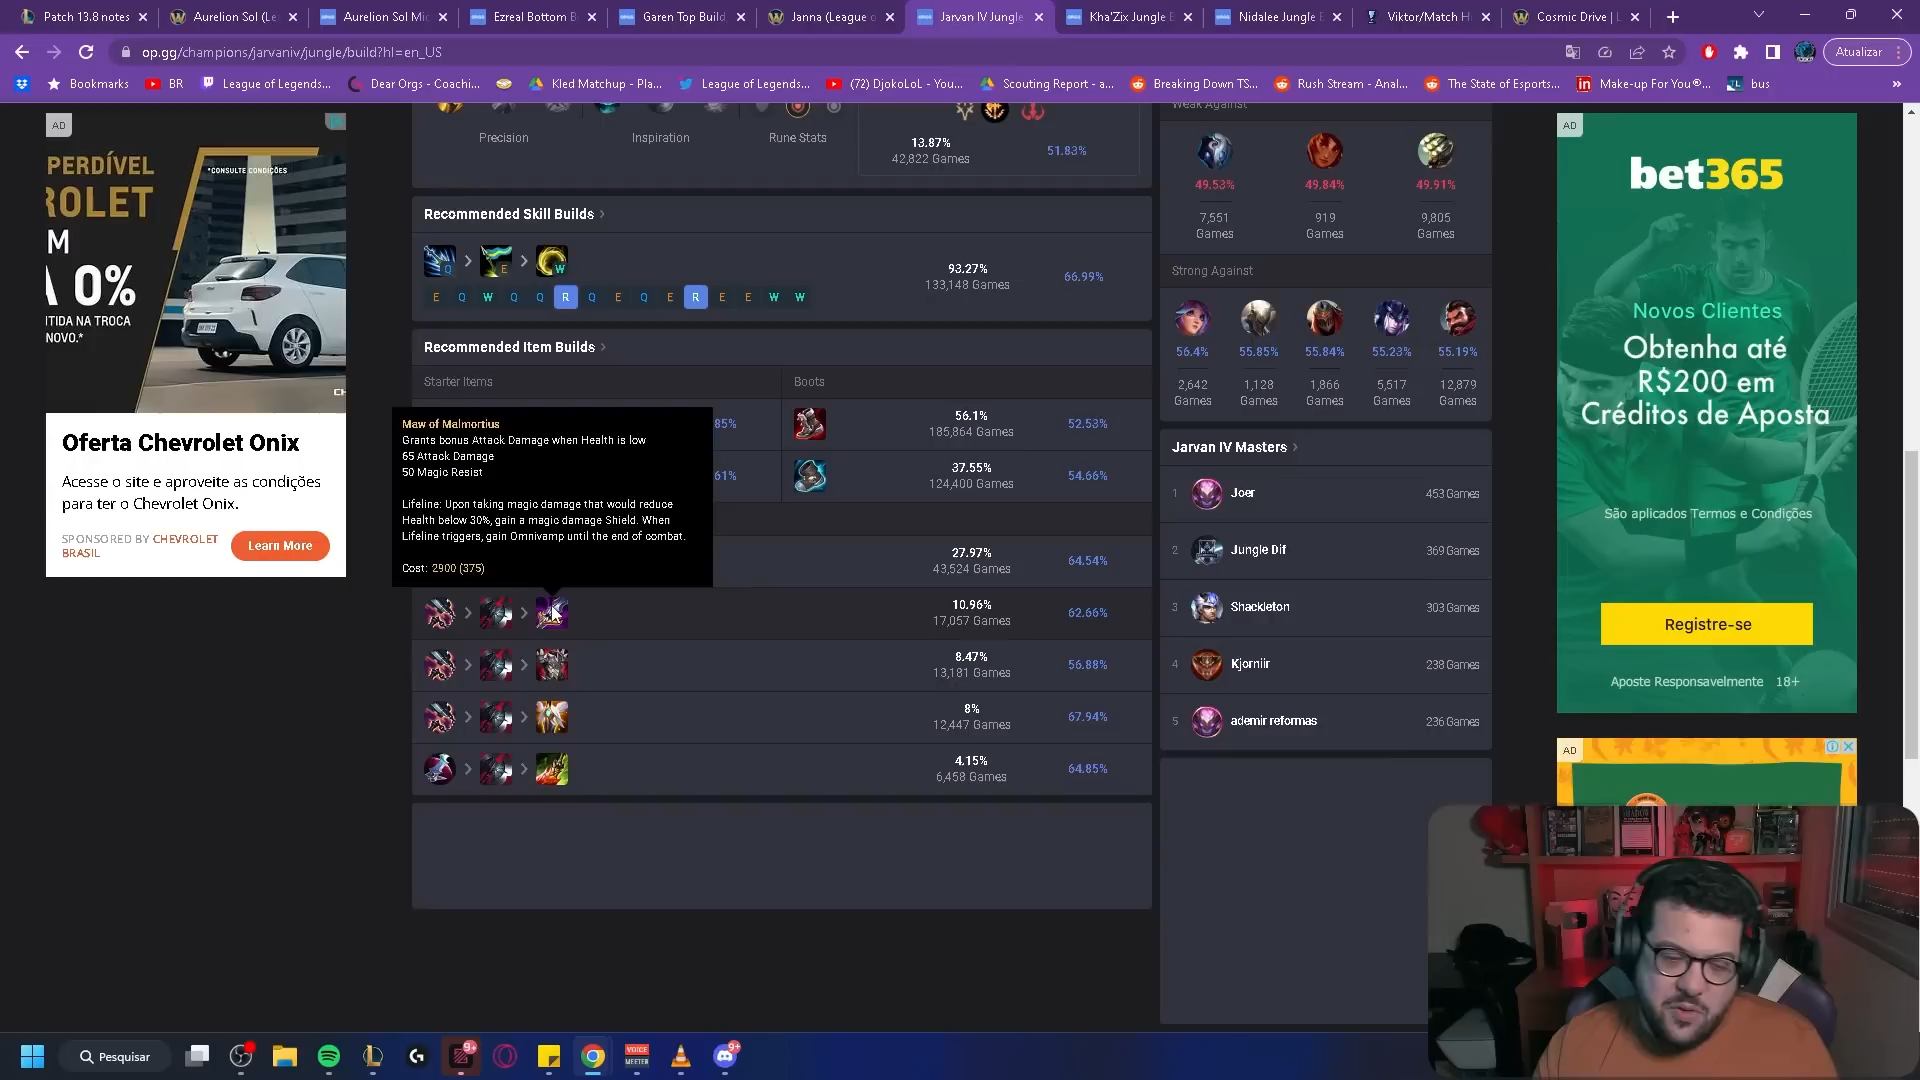 Patch 13.8 notes
Aurelion Sol (Le
Aurelion Sol Mid
Ezreal Bottom B
Garen Top Build,
Janna (League o
Jarvan IV Jungle
Kha'Zix Jungle B
Nidalee Jungle B
Viktor/Match H
Cosmic Drive | L
op.gg/champions/jarvaniv/jungle/build?hl=en_US
Atualizar
Bookmarks
BR
League of Legends...
Dear Orgs - Coachi...
Kled Matchup - Pla...
League of Legends...
(72) DjokoLoL - You...
Scouting Report - a...
Breaking Down TS...
Rush Stream - Anal...
The State of Esports...
Make-up For You®...
bus
AD
PERDÍVEL
*CONSULTE CONDIÇÕES
ROLET
M
A 0%
TIDA NA TROCA
NOVO.*
Oferta Chevrolet Onix
Acesse o site e aproveite as condições
para ter o Chevrolet Onix.
SPONSORED BY CHEVROLET
BRASIL
Learn More
Precision
Inspiration
Rune Stats
13.87%
42,822 Games
51.83%
Recommended Skill Builds
Q E W
93.27%
133,148 Games
66.99%
E Q W Q Q R Q E Q E R E E W W
Recommended Item Builds
Starter Items
Boots
85%
56.1%
185,864 Games
52.53%
61%
37.55%
124,400 Games
54.66%
Maw of Malmortius
Grants bonus Attack Damage when Health is low
65 Attack Damage
50 Magic Resist
Lifeline: Upon taking magic damage that would reduce
Health below 30%, gain a magic damage Shield. When
Lifeline triggers, gain Omnivamp until the end of combat.
Cost: 2900 (375)
27.97%
43,524 Games
64.54%
10.96%
17,057 Games
62.66%
8.47%
13,181 Games
56.88%
8%
12,447 Games
67.94%
4.15%
6,458 Games
64.85%
Weak Against
49.53% 49.84% 49.91%
7,551 919 9,805
Games Games Games
Strong Against
56.4% 55.85% 55.84% 55.23% 55.19%
2,642 1,128 1,866 5,517 12,879
Games Games Games Games Games
Jarvan IV Masters
1 Joer 453 Games
2 Jungle Dif 369 Games
3 Shackleton 303 Games
4 Kjorniir 238 Games
5 ademir reformas 236 Games
AD
bet365
Novos Clientes
Obtenha até
R$200 em
Créditos de Aposta
São aplicados Termos e Condições
Registre-se
Aposte Responsavelmente 18+
AD
Pesquisar
9+
VOICE
MEETER
9+